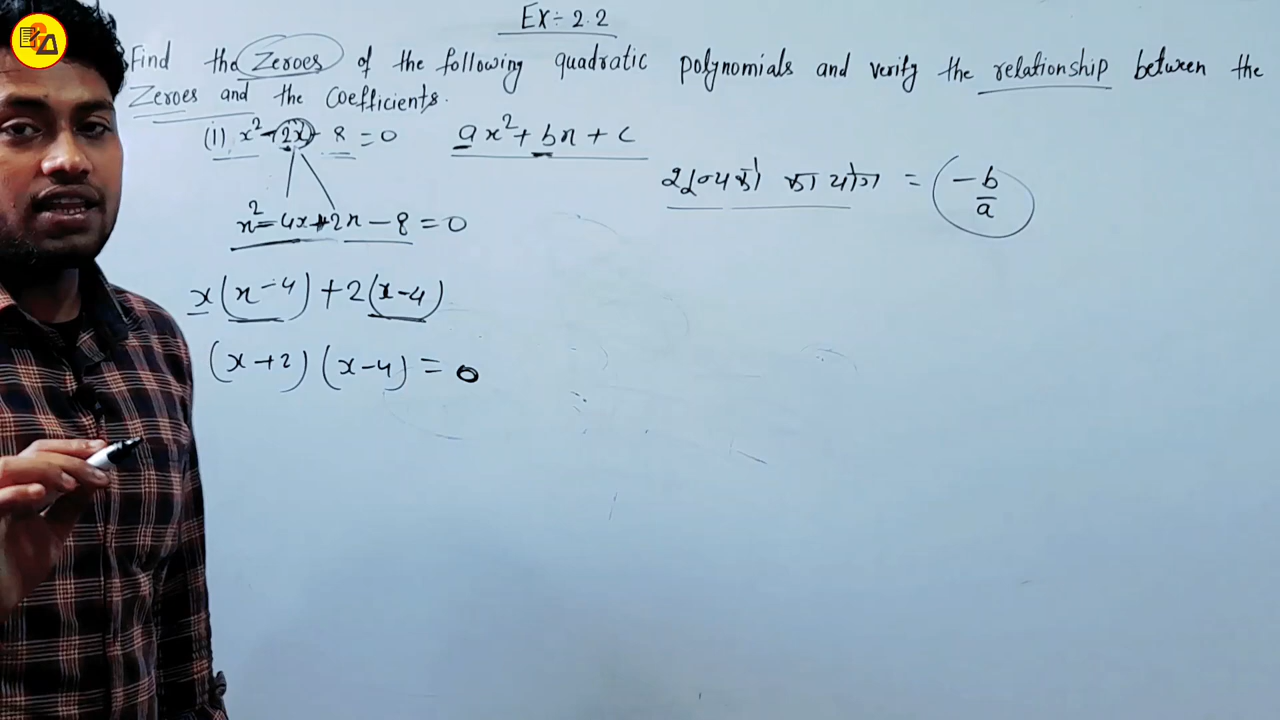 EX÷ 2.2
Find the Zeroes of the following quadratic polynomials and verify the relationship between the
Zeroes and the Coefficients.
(i) x² - 2x - 8 = 0
ax² + bx + c
शून्यकों का योग = -b/a
x² - 4x + 2x - 8 = 0
x(x-4) + 2(x-4)
(x+2)(x-4) = 0